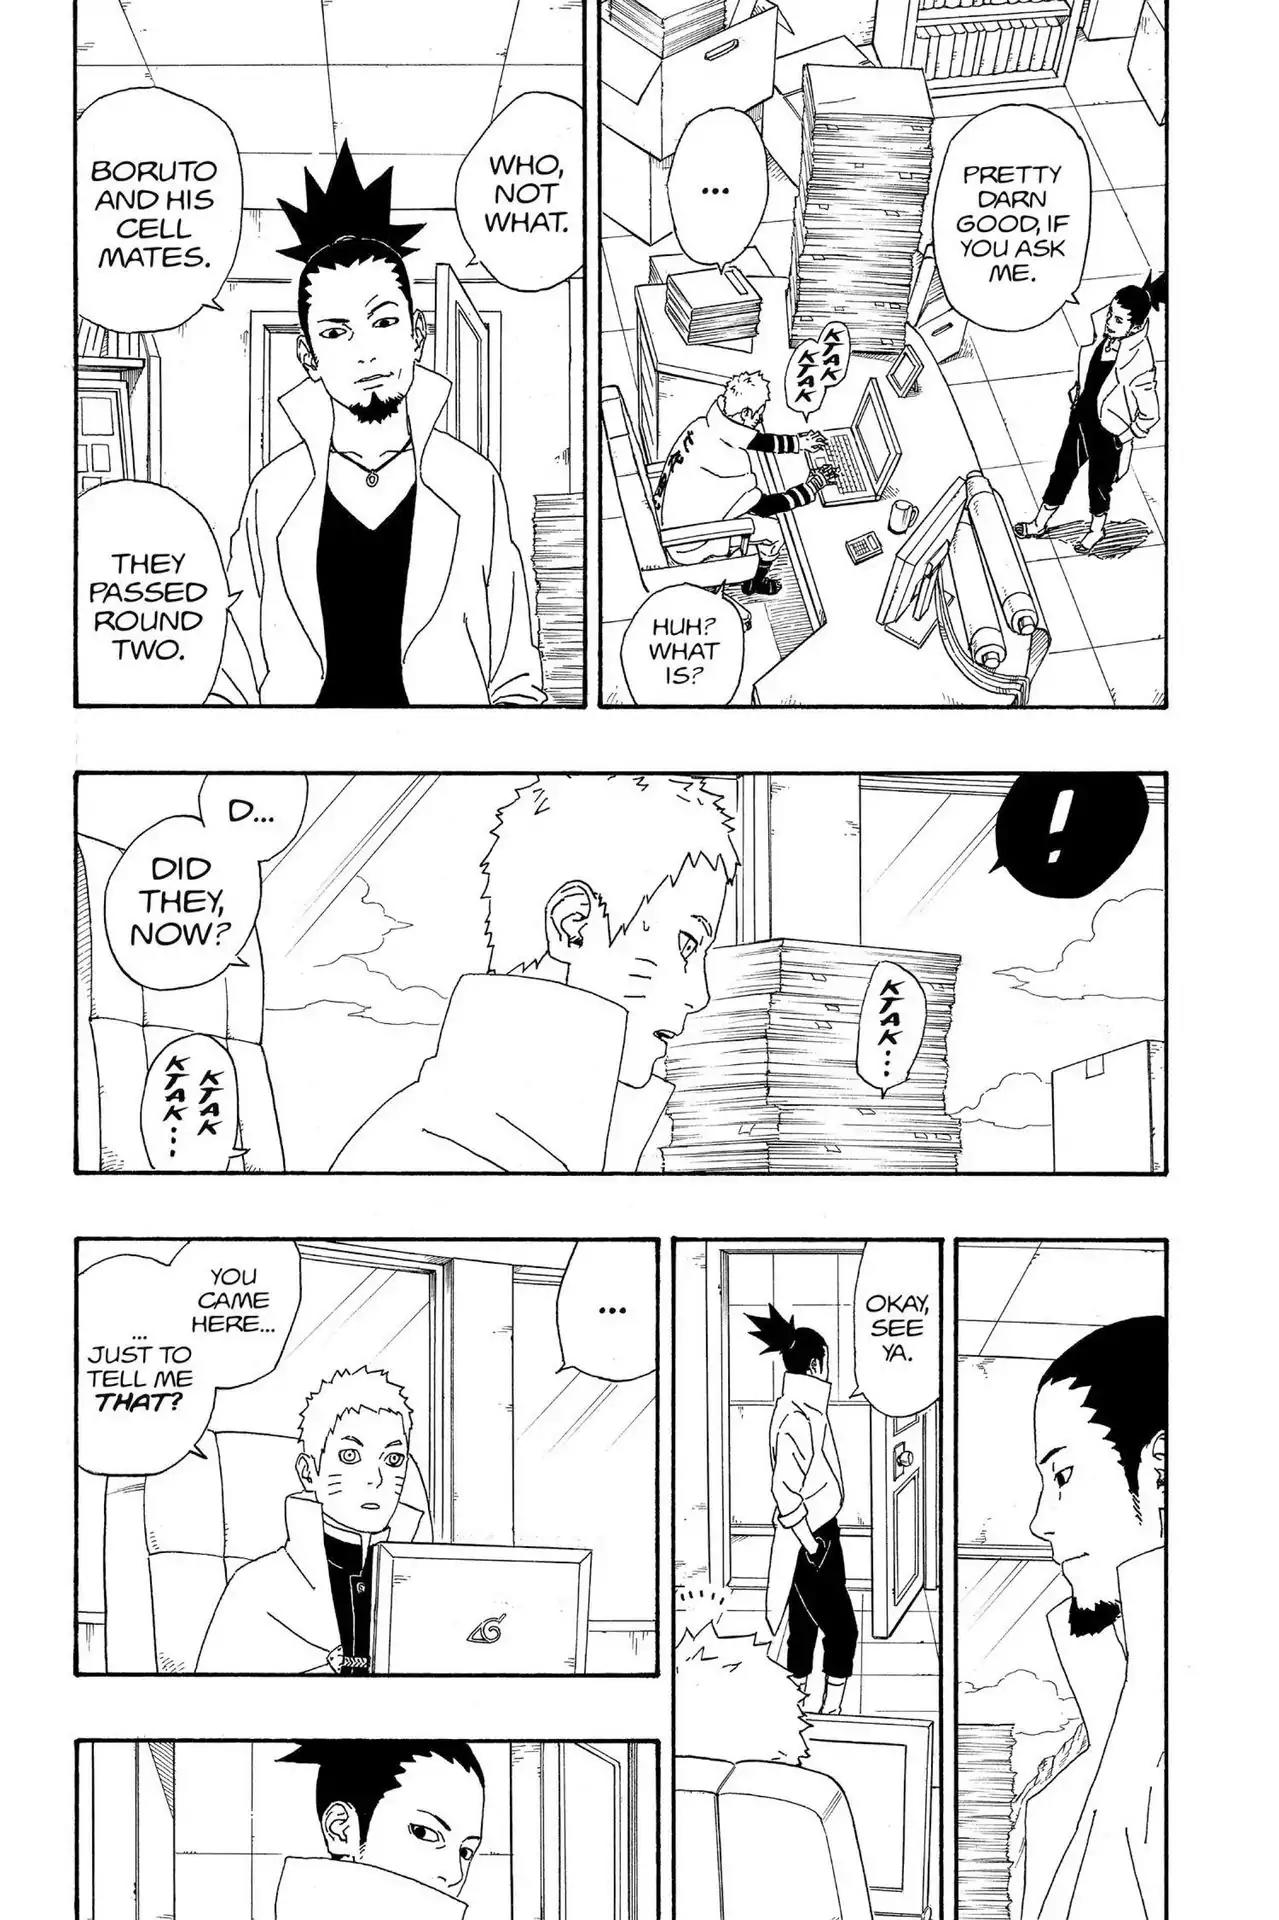 PRETTY
DARN
GOOD, IF
YOU ASK
ME.
...
KTAK
KTAK
HUH?
WHAT
IS?
WHO,
NOT
WHAT.
BORUTO
AND HIS
CELL
MATES.
THEY
PASSED
ROUND
TWO.
!
KTAK...
D...
DID
THEY,
NOW?
KTAK
KTAK...
OKAY,
SEE
YA.
...
YOU
CAME
HERE...
...
JUST TO
TELL ME
THAT?